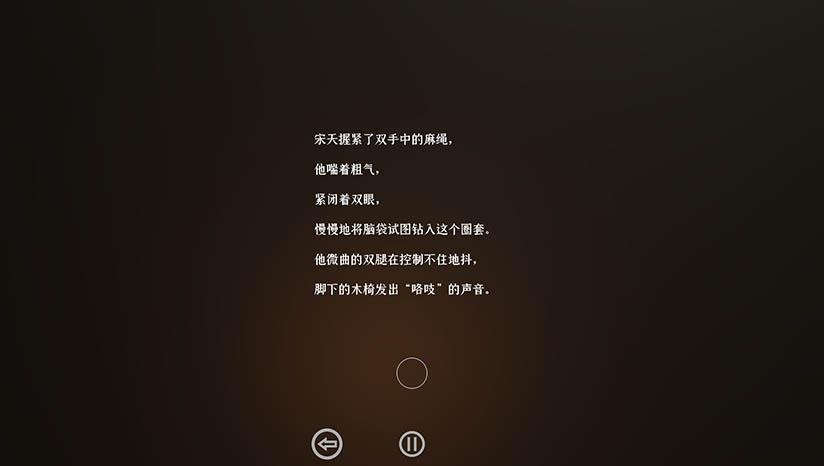 宋天握紧了双手中的麻绳，
他喘着粗气，
紧闭着双眼，
慢慢地将脑袋试图钻入这个圈套。
他微曲的双腿在控制不住地抖，
脚下的木椅发出“咯吱”的声音。